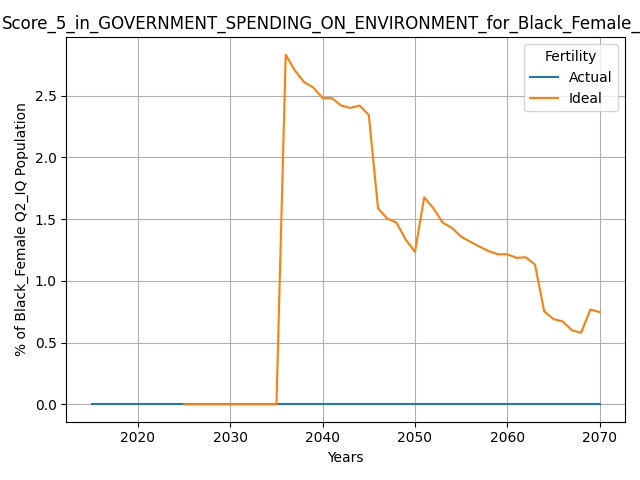 Score_5_in_GOVERNMENT_SPENDING_ON_ENVIRONMENT_for_Black_Female_
Fertility
Actual
Ideal
% of Black_Female Q2_IQ Population
2.5
2.0
1.5
1.0
0.5
0.0
2020 2030 2040 2050 2060 2070
Years